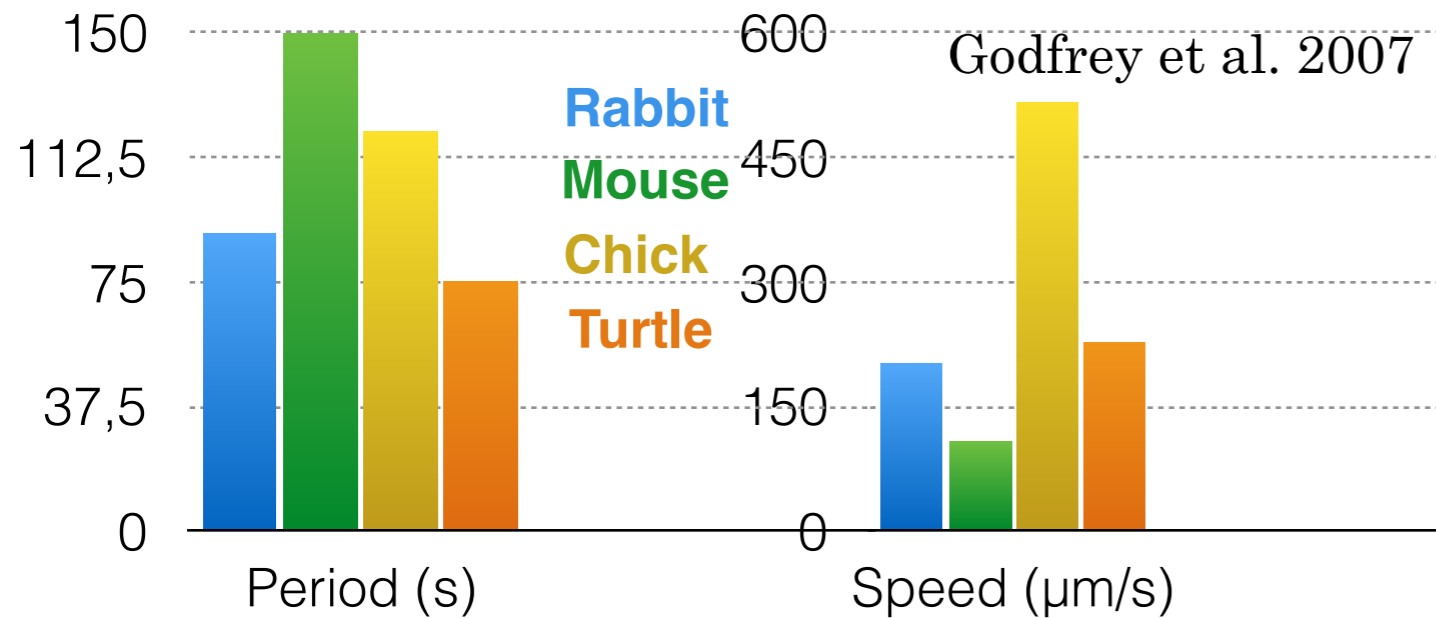 150
112,5
75
37,5
0
Period (s)
Rabbit
Mouse
Chick
Turtle
600
450
300
150
0
Speed (μm/s)
Godfrey et al. 2007